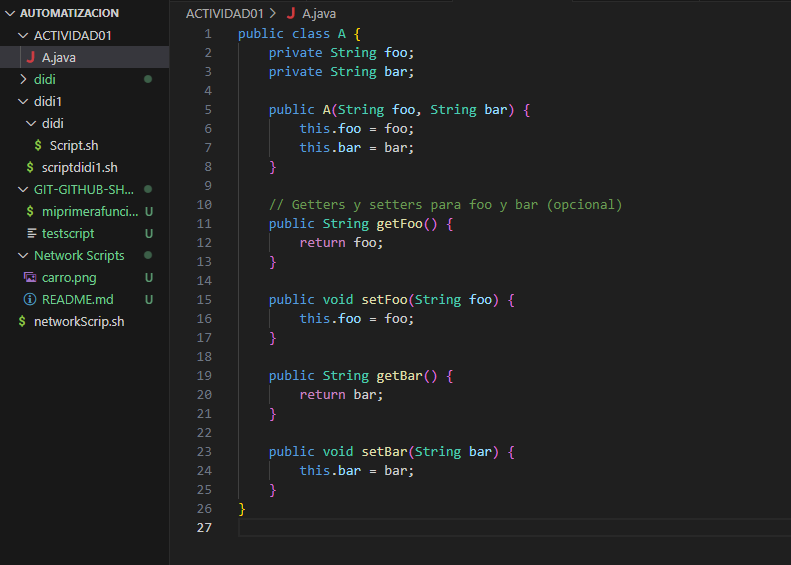 AUTOMATIZACION
ACTIVIDAD01
J A.java
didi
didi1
didi
$ Script.sh
$ scriptdidi1.sh
GIT-GITHUB-SH...
$ miprimerafunci... U
testscript U
Network Scripts
carro.png U
README.md U
$ networkScrip.sh
ACTIVIDAD01 > J A.java
1 public class A {
2 private String foo;
3 private String bar;
4
5 public A(String foo, String bar) {
6 this.foo = foo;
7 this.bar = bar;
8 }
9
10 // Getters y setters para foo y bar (opcional)
11 public String getFoo() {
12 return foo;
13 }
14
15 public void setFoo(String foo) {
16 this.foo = foo;
17 }
18
19 public String getBar() {
20 return bar;
21 }
22
23 public void setBar(String bar) {
24 this.bar = bar;
25 }
26 }
27